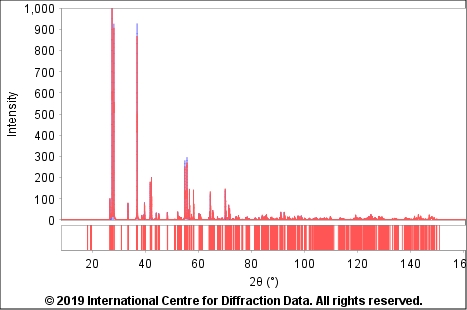 1,000
900
800
700
600
500
400
300
200
100
0
Intensity
20 40 60 80 100 120 140 16
2θ (°)
© 2019 International Centre for Diffraction Data. All rights reserved.